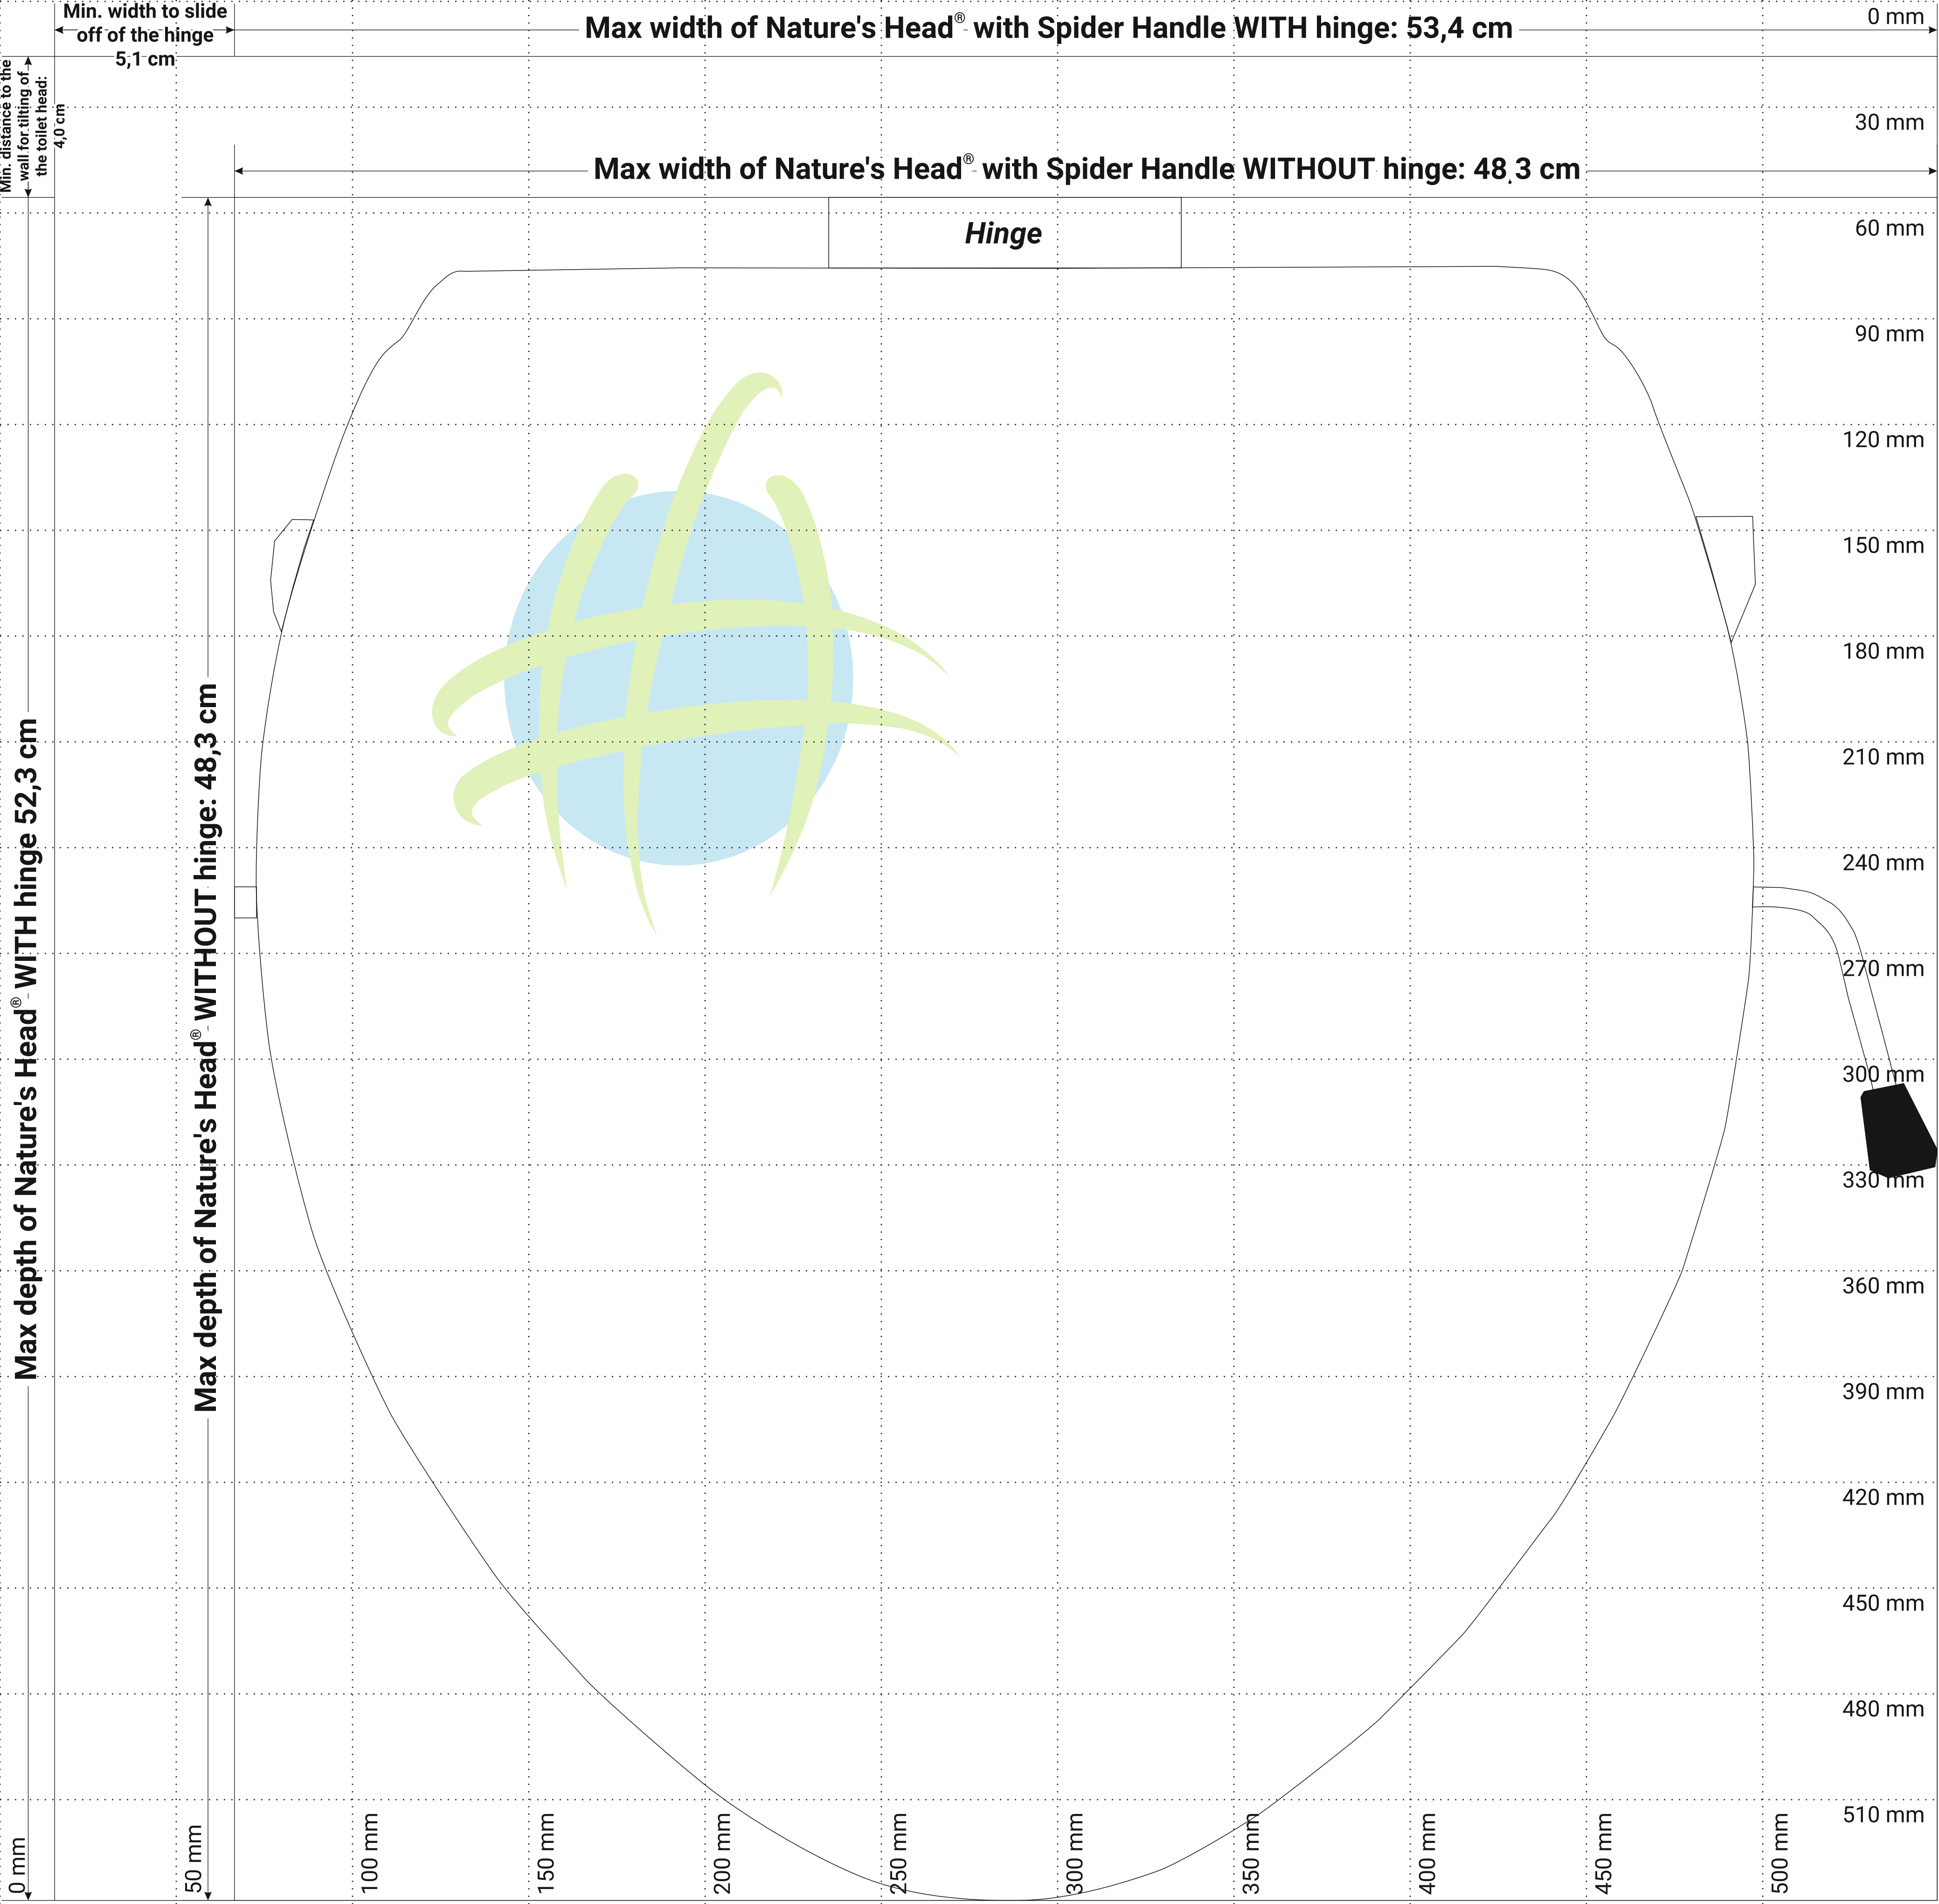 Min. width to slide
off of the hinge
5,1 cm
Max width of Nature's Head® with Spider Handle WITH hinge: 53,4 cm
0 mm
Min. distance to the
wall for tilting of
the toilet head:
4,0 cm
30 mm
Max width of Nature's Head® with Spider Handle WITHOUT hinge: 48,3 cm
Hinge
60 mm
90 mm
120 mm
150 mm
180 mm
210 mm
240 mm
270 mm
300 mm
330 mm
360 mm
390 mm
420 mm
450 mm
480 mm
510 mm
Max depth of Nature's Head® WITH hinge 52,3 cm
Max depth of Nature's Head® WITHOUT hinge: 48,3 cm
0 mm
50 mm
100 mm
150 mm
200 mm
250 mm
300 mm
350 mm
400 mm
450 mm
500 mm